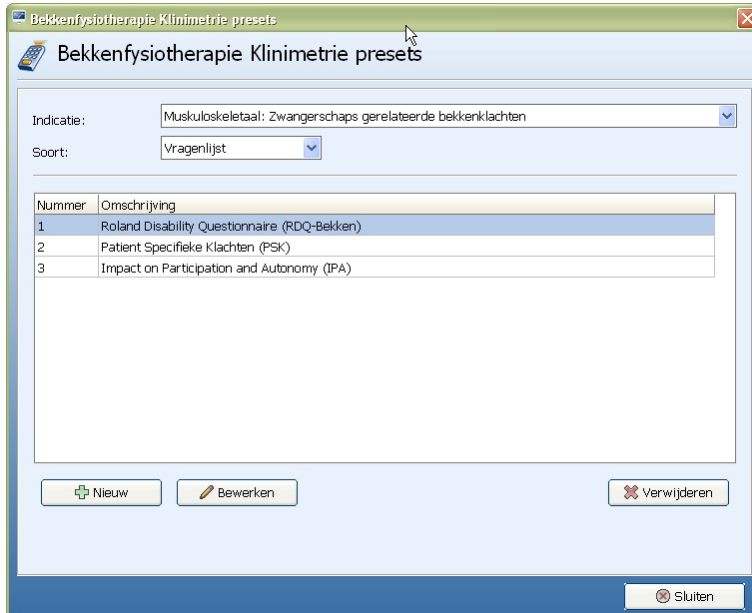 Bekkenfysiotherapie Klinimetrie presets
Bekkenfysiotherapie Klinimetrie presets
Indicatie: Muskuloskeletaal: Zwangerschaps gerelateerde bekkenklachten
Soort: Vragenlijst
Nummer Omschrijving
1 Roland Disability Questionnaire (RDQ-Bekken)
2 Patient Specifieke Klachten (PSK)
3 Impact on Participation and Autonomy (IPA)
Nieuw Bewerken Verwijderen
Sluiten